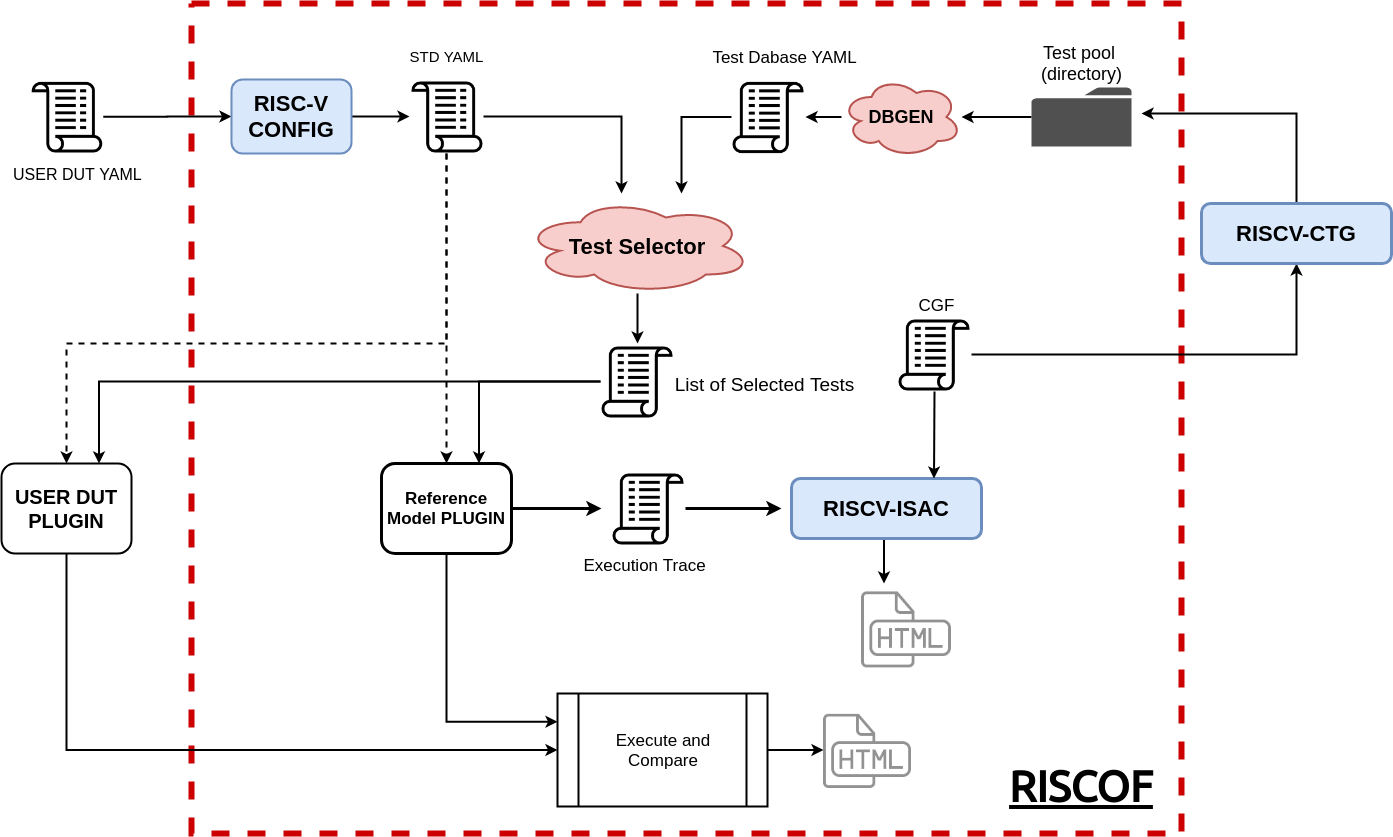 STD YAML
Test Dabase YAML
Test pool
(directory)
RISC-V
CONFIG
DBGEN
USER DUT YAML
RISCV-CTG
Test Selector
CGF
List of Selected Tests
USER DUT
PLUGIN
Reference
Model PLUGIN
RISCV-ISAC
Execution Trace
HTML
Execute and
Compare
HTML
RISCOF